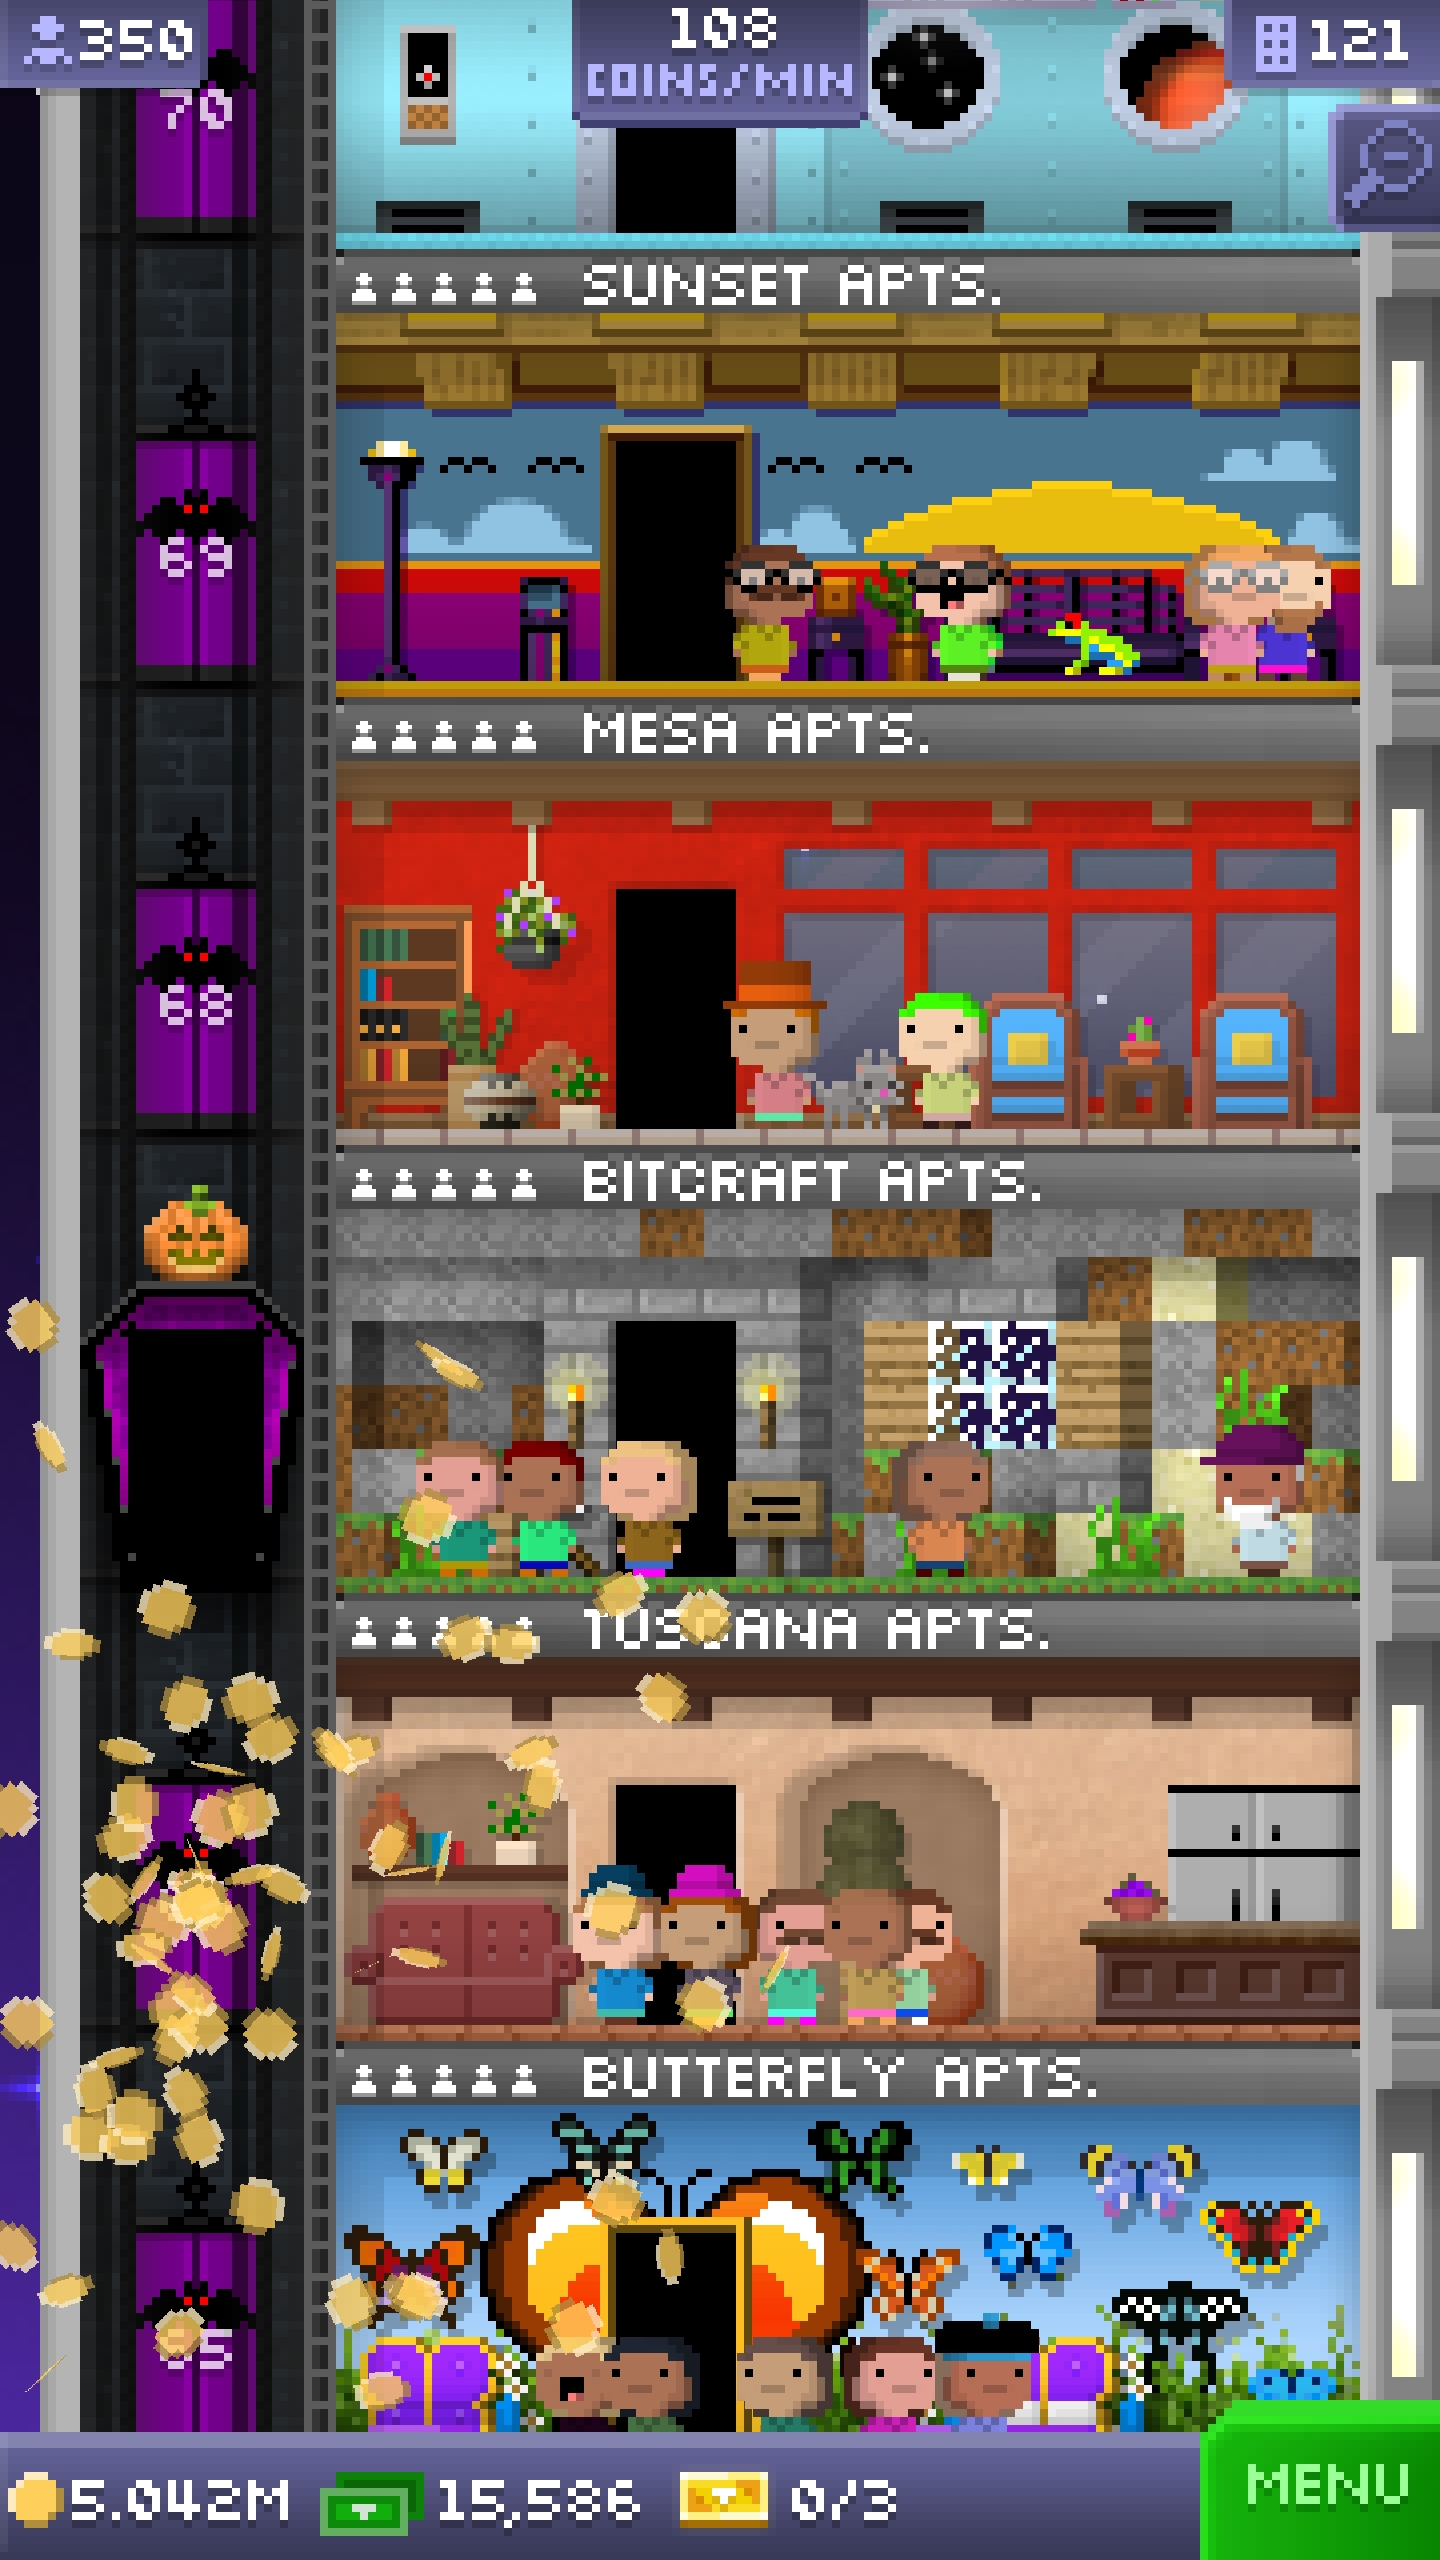 350
108
COINS/MIN
121
70
SUNSET APTS.
69
MESA APTS.
68
BITCRAFT APTS.
TUSCANA APTS.
BUTTERFLY APTS.
5.042M
15,586
0/3
MENU